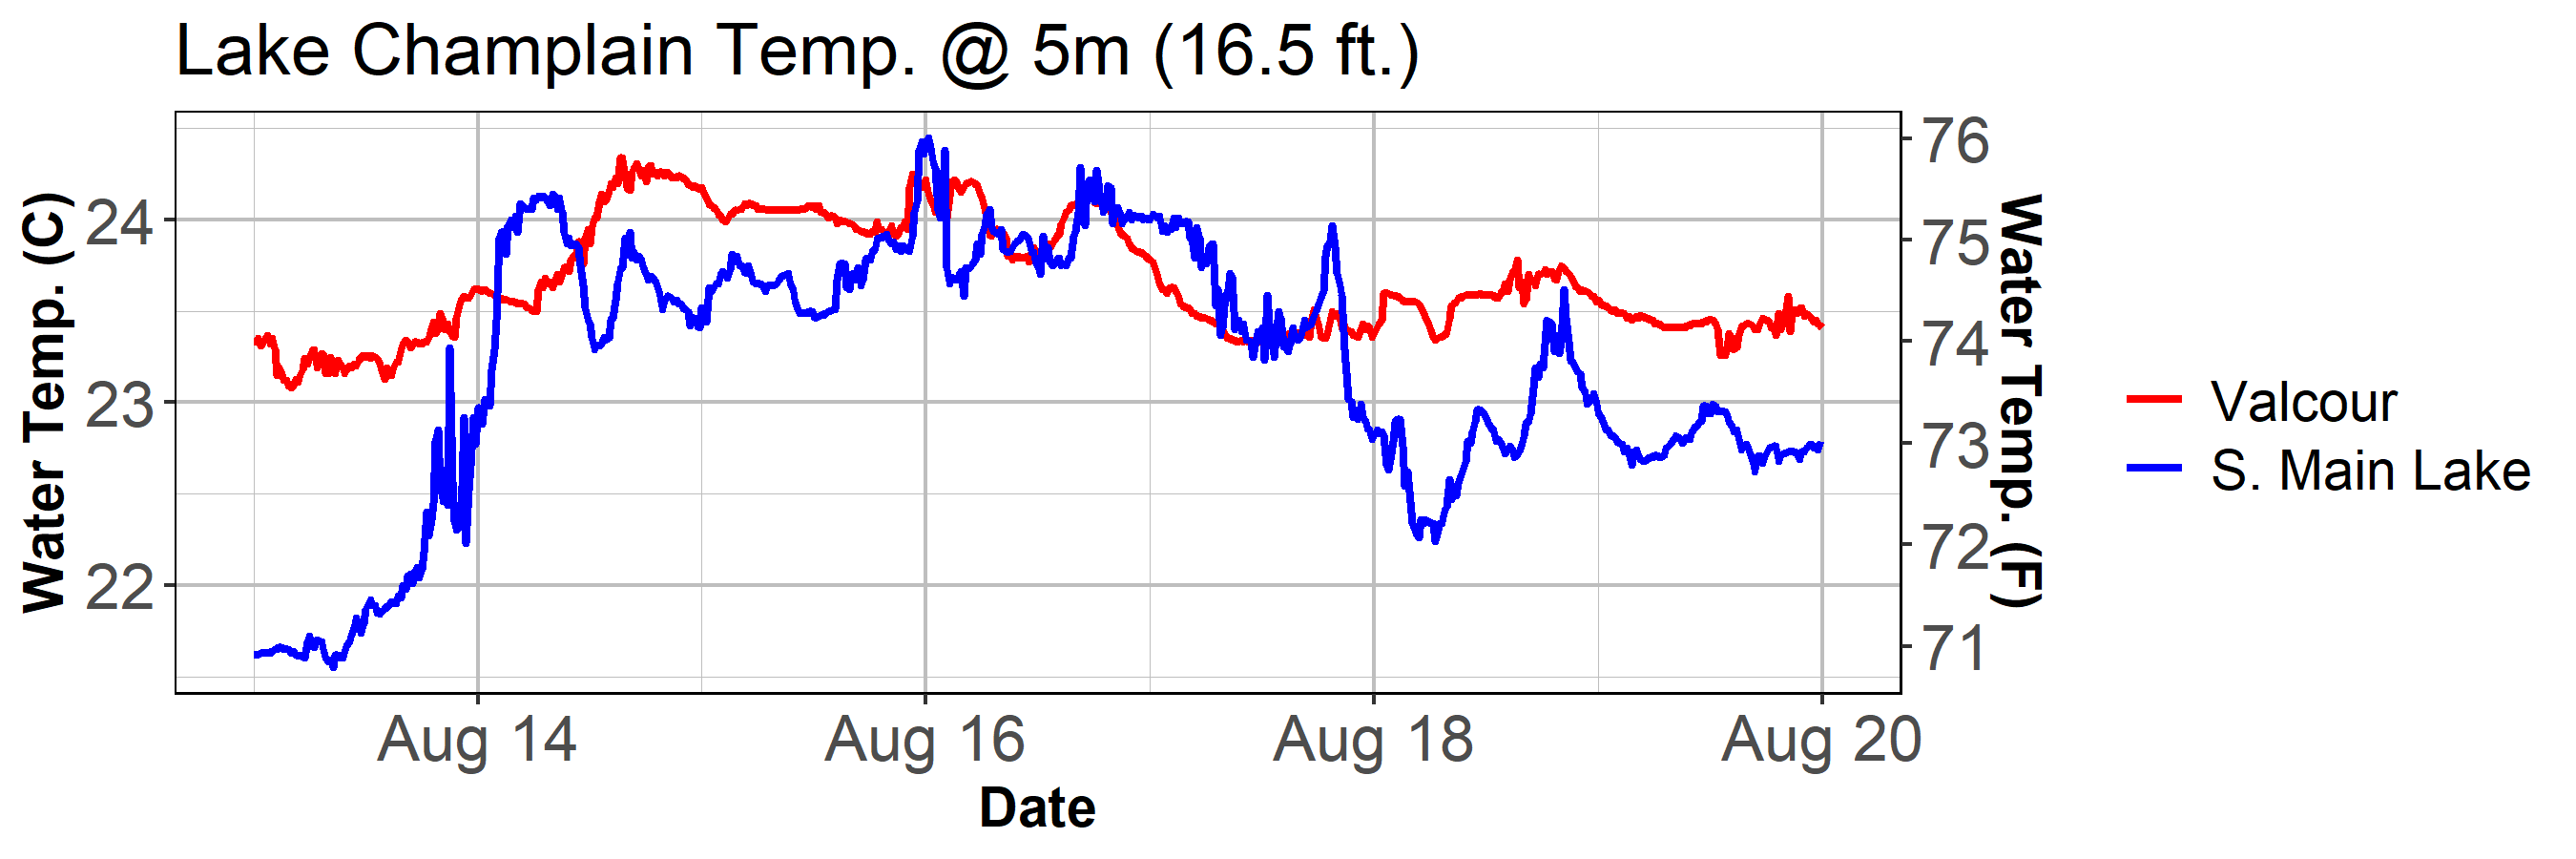 Lake Champlain Temp. @ 5m (16.5 ft.)
Water Temp. (C)
24
23
22
76
75
74
73
72
71
Water Temp. (F)
Aug 14
Aug 16
Aug 18
Aug 20
Date
Valcour
S. Main Lake